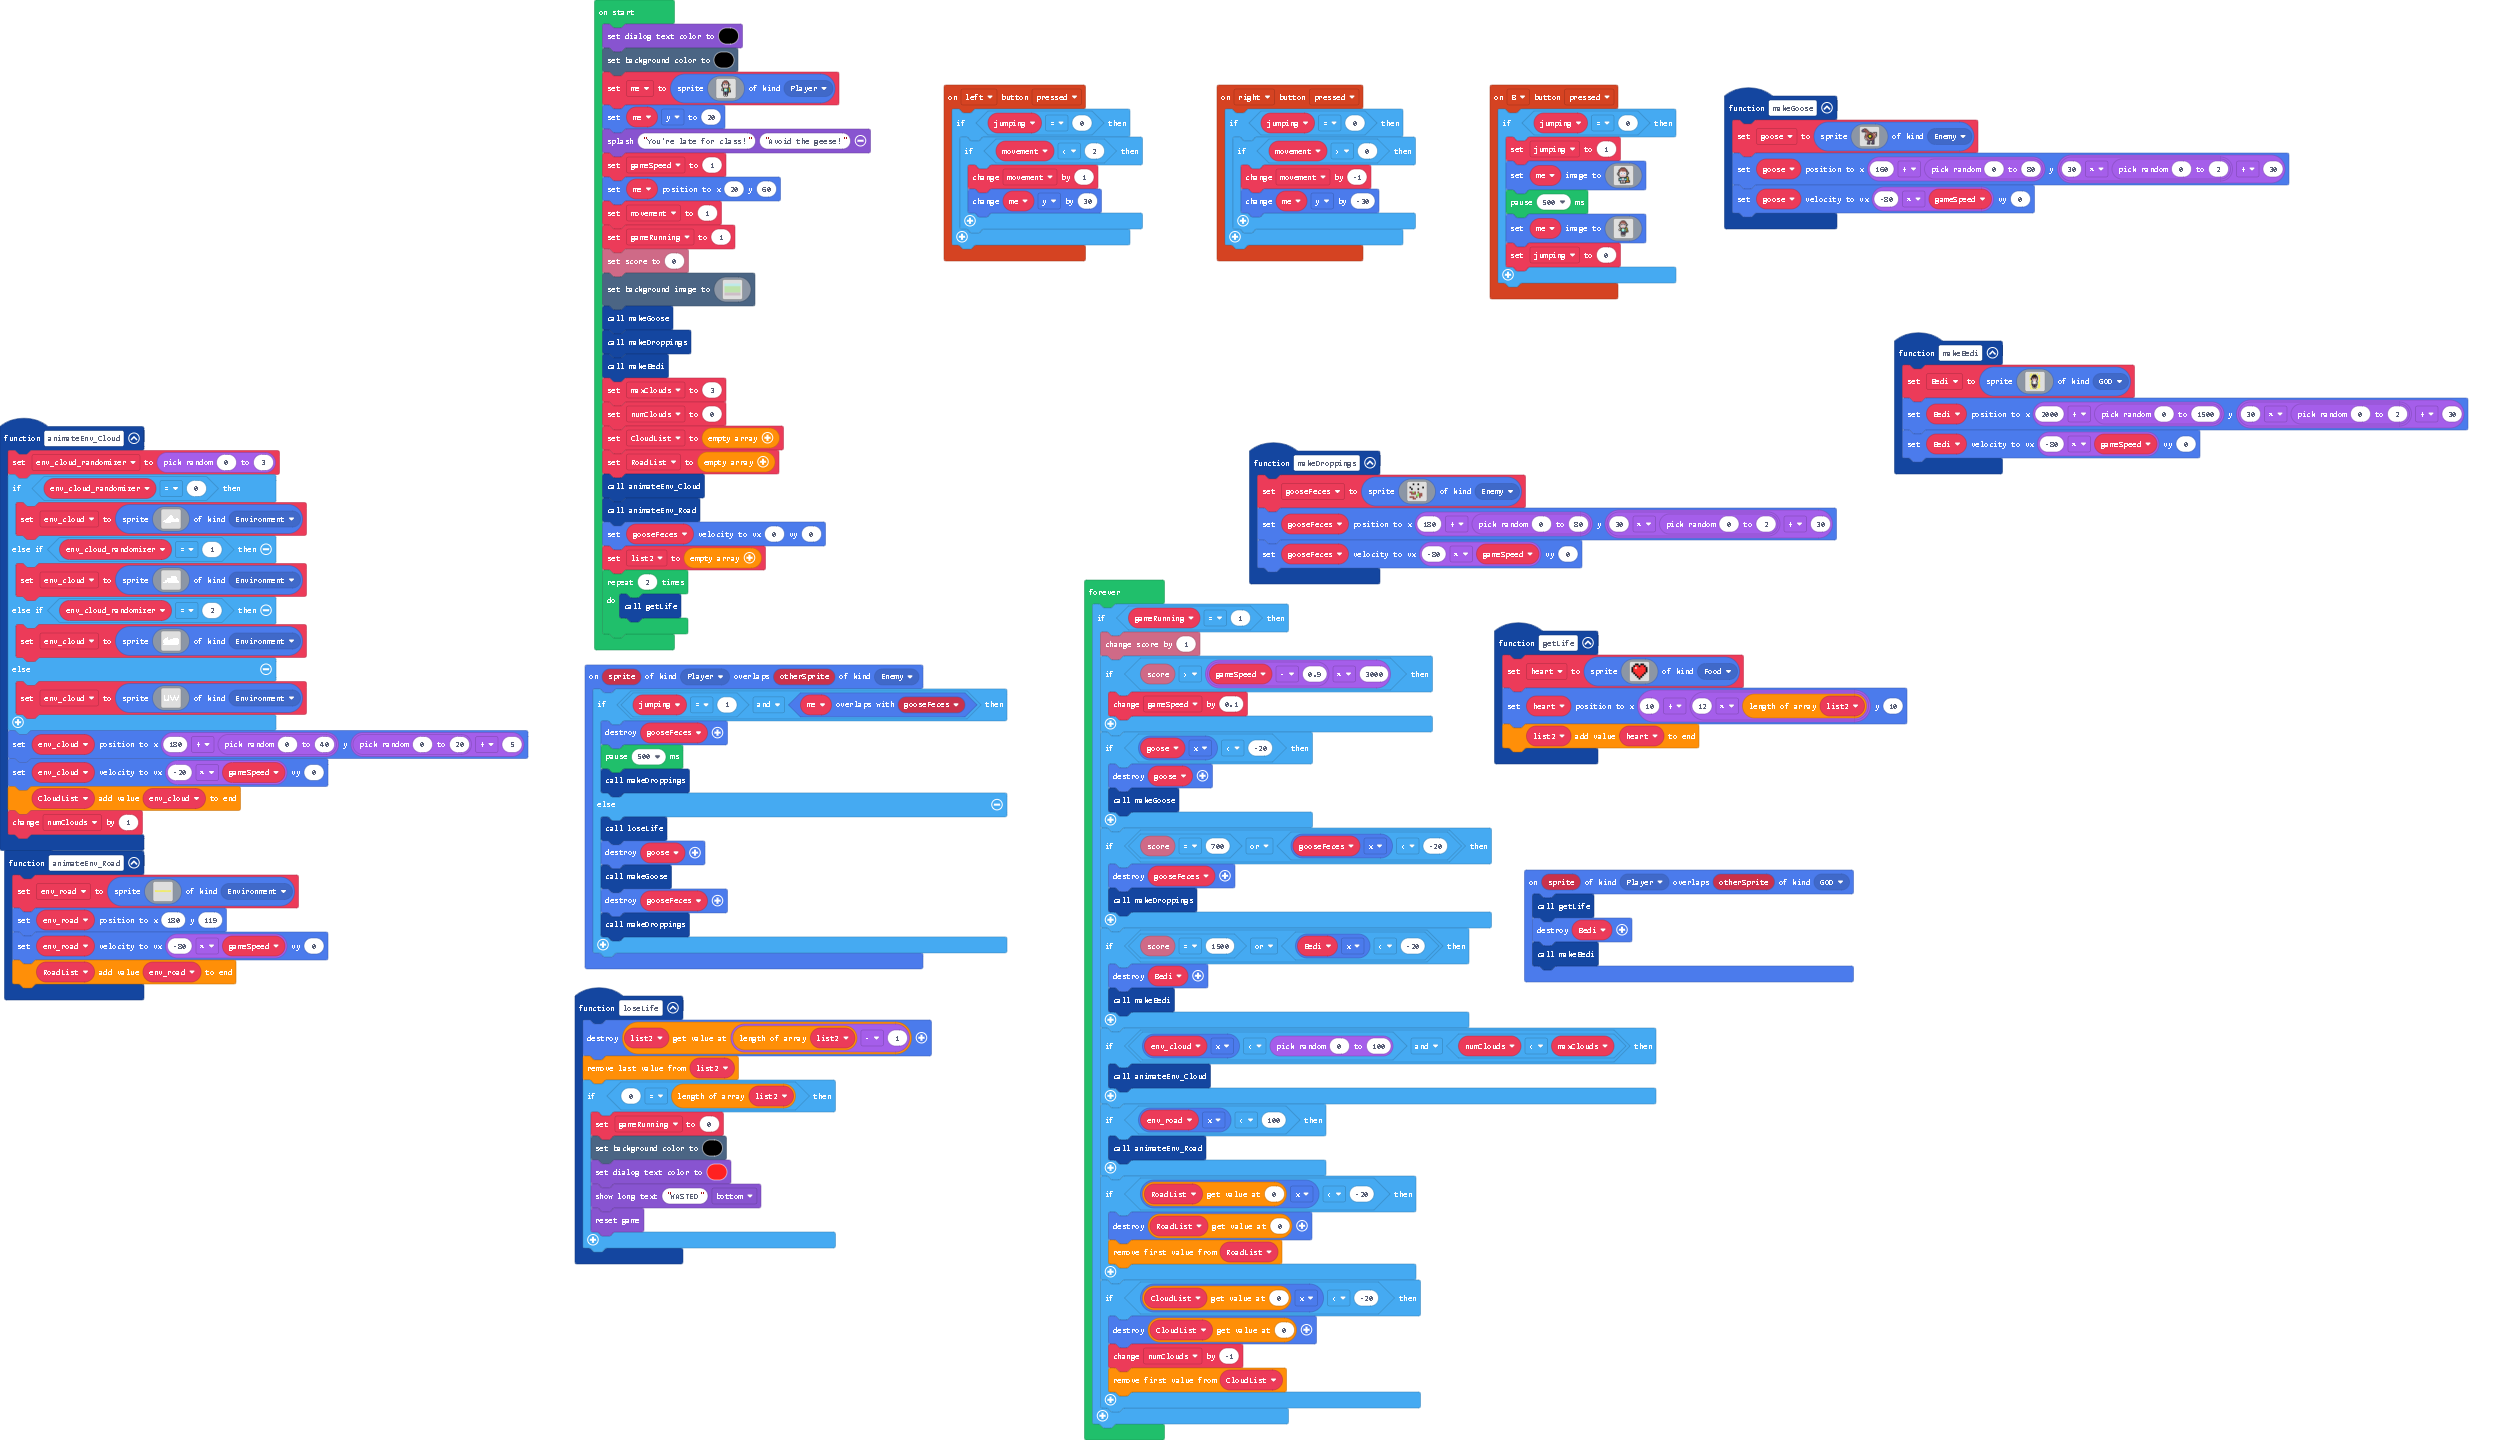 on start
set dialog text color to
set background color to
set me to sprite of kind Player
set me y to 20
splash "You're late for class!" "Avoid the geese!"
set gameSpeed to 1
set me position to x 20 y 60
set movement to 1
set gameRunning to 1
set score to 0
set background image to
call makeGoose
call makeDroppings
call makeBedi
set maxClouds to 3
set numClouds to 0
set CloudList to empty array
set RoadList to empty array
call animateEnv_Cloud
call animateEnv_Road
set gooseFeces velocity to vx 0 vy 0
set list2 to empty array
repeat 2 times
do call getLife
on left button pressed
if jumping = 0 then
if movement < 2 then
change movement by 1
change me y by 30
on right button pressed
if jumping = 0 then
if movement > 0 then
change movement by -1
change me y by -30
on B button pressed
if jumping = 0 then
set jumping to 1
set me image to
pause 500 ms
set me image to
set jumping to 0
function makeGoose
set goose to sprite of kind Enemy
set goose position to x 160 + pick random 0 to 80 y 30 × pick random 0 to 2 + 30
set goose velocity to vx -80 × gameSpeed vy 0
function makeBedi
set Bedi to sprite of kind GOD
set Bedi position to x 2000 + pick random 0 to 1500 y 30 × pick random 0 to 2 + 30
set Bedi velocity to vx -80 × gameSpeed vy 0
function animateEnv_Cloud
set env_cloud_randomizer to pick random 0 to 3
if env_cloud_randomizer = 0 then
set env_cloud to sprite of kind Environment
else if env_cloud_randomizer = 1 then
set env_cloud to sprite of kind Environment
else if env_cloud_randomizer = 2 then
set env_cloud to sprite of kind Environment
else
set env_cloud to sprite of kind Environment
set env_cloud position to x 180 + pick random 0 to 40 y pick random 0 to 20 + 5
set env_cloud velocity to vx -20 × gameSpeed vy 0
CloudList add value env_cloud to end
change numClouds by 1
function animateEnv_Road
set env_road to sprite of kind Environment
set env_road position to x 180 y 119
set env_road velocity to vx -80 × gameSpeed vy 0
RoadList add value env_road to end
function makeDroppings
set gooseFeces to sprite of kind Enemy
set gooseFeces position to x 180 + pick random 0 to 80 y 30 × pick random 0 to 2 + 30
set gooseFeces velocity to vx -80 × gameSpeed vy 0
on sprite of kind Player overlaps otherSprite of kind Enemy
if jumping = 1 and me overlaps with gooseFeces then
destroy gooseFeces
pause 500 ms
call makeDroppings
else
call loseLife
destroy goose
call makeGoose
destroy gooseFeces
call makeDroppings
function loseLife
destroy list2 get value at length of array list2 - 1
remove last value from list2
if 0 = length of array list2 then
set gameRunning to 0
set background color to
set dialog text color to
show long text "WASTED" bottom
reset game
forever
if gameRunning = 1 then
change score by 1
if score > gameSpeed - 0.9 × 3000 then
change gameSpeed by 0.1
if goose x < -20 then
destroy goose
call makeGoose
if score = 700 or gooseFeces x < -20 then
destroy gooseFeces
call makeDroppings
if score = 1500 or Bedi x < -20 then
destroy Bedi
call makeBedi
if env_cloud x < pick random 0 to 100 and numClouds < maxClouds then
call animateEnv_Cloud
if env_road x < 100 then
call animateEnv_Road
if RoadList get value at 0 x < -20 then
destroy RoadList get value at 0
remove first value from RoadList
if CloudList get value at 0 x < -20 then
destroy CloudList get value at 0
change numClouds by -1
remove first value from CloudList
function getLife
set heart to sprite of kind Food
set heart position to x 10 + 12 × length of array list2 y 10
list2 add value heart to end
on sprite of kind Player overlaps otherSprite of kind GOD
call getLife
destroy Bedi
call makeBedi